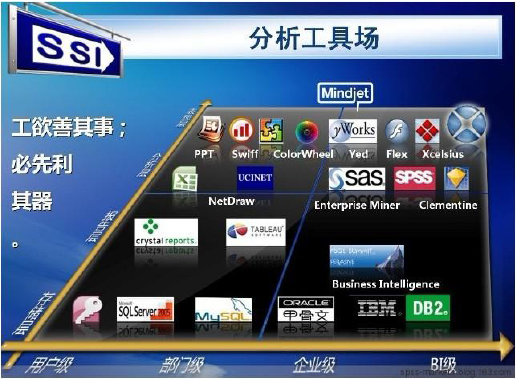 SSI
分析工具场
Mindjet
工欲善其事；
必先利
其器
。
yWorks
PPT Swiff ColorWheel Yed Flex Xcelsius
UCINET
sas SPSS
NetDraw
Enterprise Miner Clementine
crystal reports.
TABLEAU
SOFTWARE
Business Intelligence
Microsoft
SQL Server 2005
MySQL
ORACLE
甲骨文
IBM
DB2.
用户级 部门级 企业级 BI级